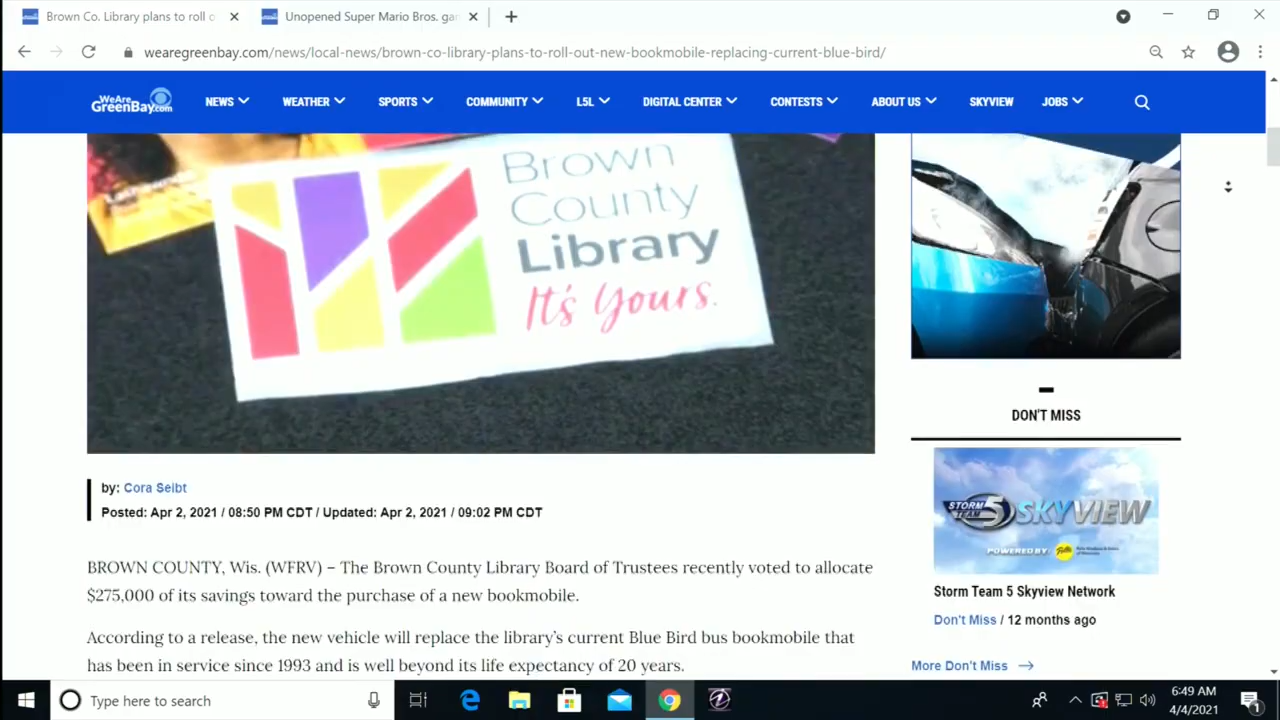 Brown Co. Library plans to roll o
Unopened Super Mario Bros. gar
wearegreenbay.com/news/local-news/brown-co-library-plans-to-roll-out-new-bookmobile-replacing-current-blue-bird/
WeAre
GreenBay.com
NEWS WEATHER SPORTS COMMUNITY L5L DIGITAL CENTER CONTESTS ABOUT US SKYVIEW JOBS
Brown
County
Library
It's Yours.
by: Cora Seibt
Posted: Apr 2, 2021 / 08:50 PM CDT / Updated: Apr 2, 2021 / 09:02 PM CDT
BROWN COUNTY, Wis. (WFRV) – The Brown County Library Board of Trustees recently voted to allocate
$275,000 of its savings toward the purchase of a new bookmobile.
According to a release, the new vehicle will replace the library's current Blue Bird bus bookmobile that
has been in service since 1993 and is well beyond its life expectancy of 20 years.
DON'T MISS
STORM
TEAM 5 SKYVIEW
POWERED BY:
Storm Team 5 Skyview Network
Don't Miss / 12 months ago
More Don't Miss
Type here to search
6:49 AM
4/4/2021
1